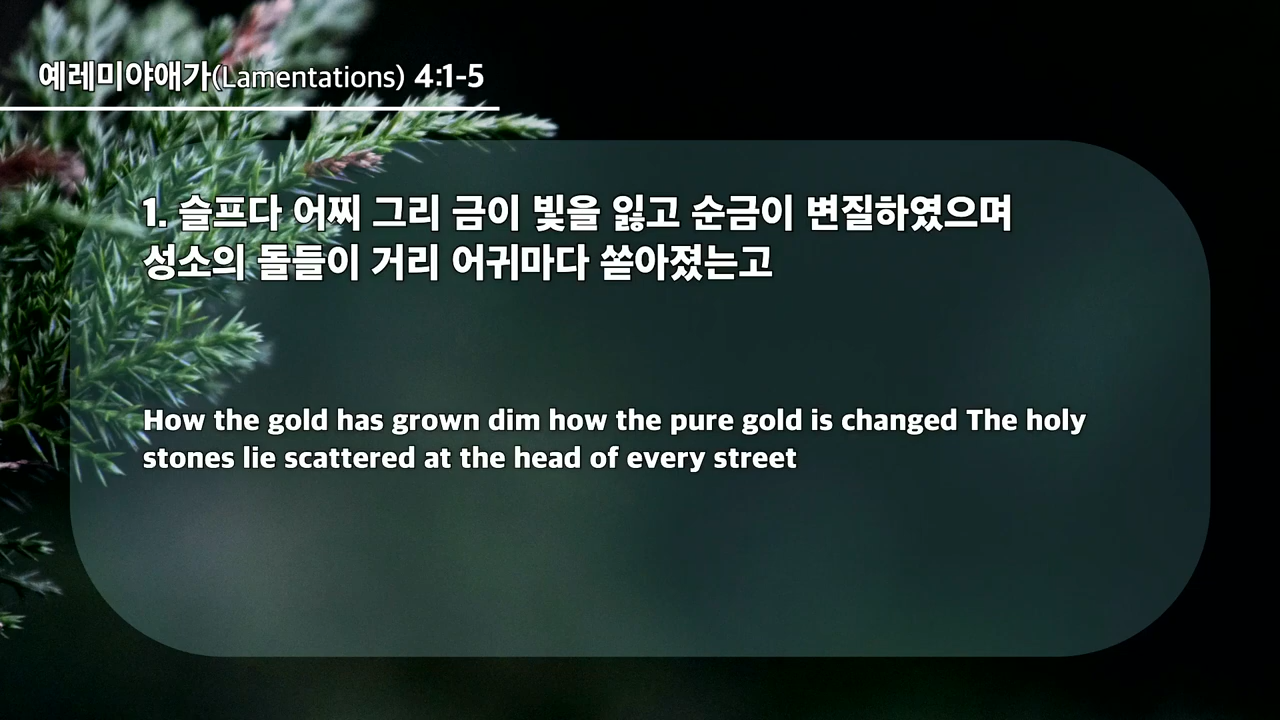 예레미야애가(Lamentations) 4:1-5
1. 슬프다 어찌 그리 금이 빛을 잃고 순금이 변질하였으며
성소의 돌들이 거리 어귀마다 쏟아졌는고
How the gold has grown dim how the pure gold is changed The holy
stones lie scattered at the head of every street